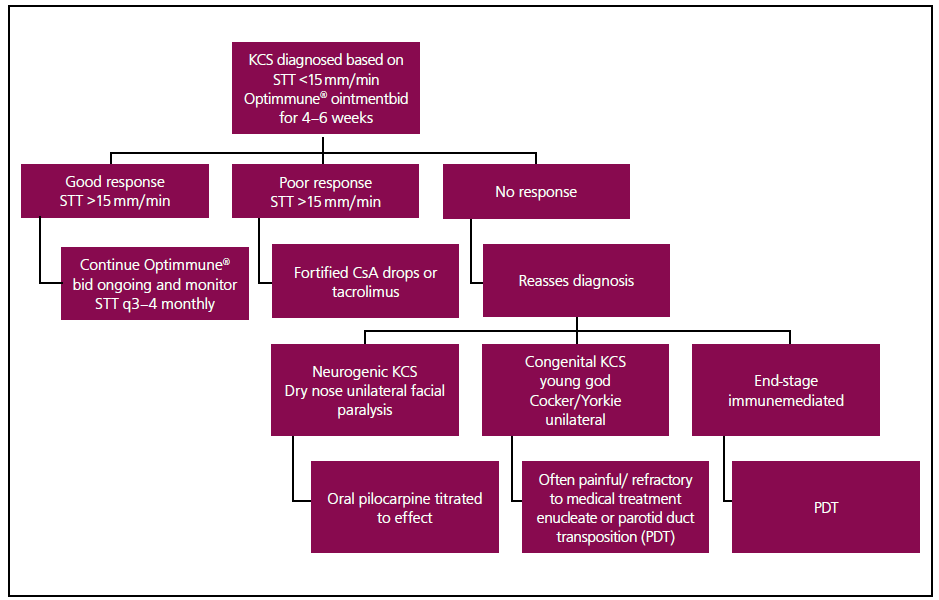 KCS diagnosed based on
STT <15 mm/min
Optimmune® ointmentbid
for 4–6 weeks
Good response
STT >15 mm/min
Poor response
STT >15 mm/min
No response
Continue Optimmune®
bid ongoing and monitor
STT q3–4 monthly
Fortified CsA drops or
tacrolimus
Reasses diagnosis
Neurogenic KCS
Dry nose unilateral facial
paralysis
Congenital KCS
young god
Cocker/Yorkie
unilateral
End-stage
immunemediated
Oral pilocarpine titrated
to effect
Often painful/ refractory
to medical treatment
enucleate or parotid duct
transposition (PDT)
PDT